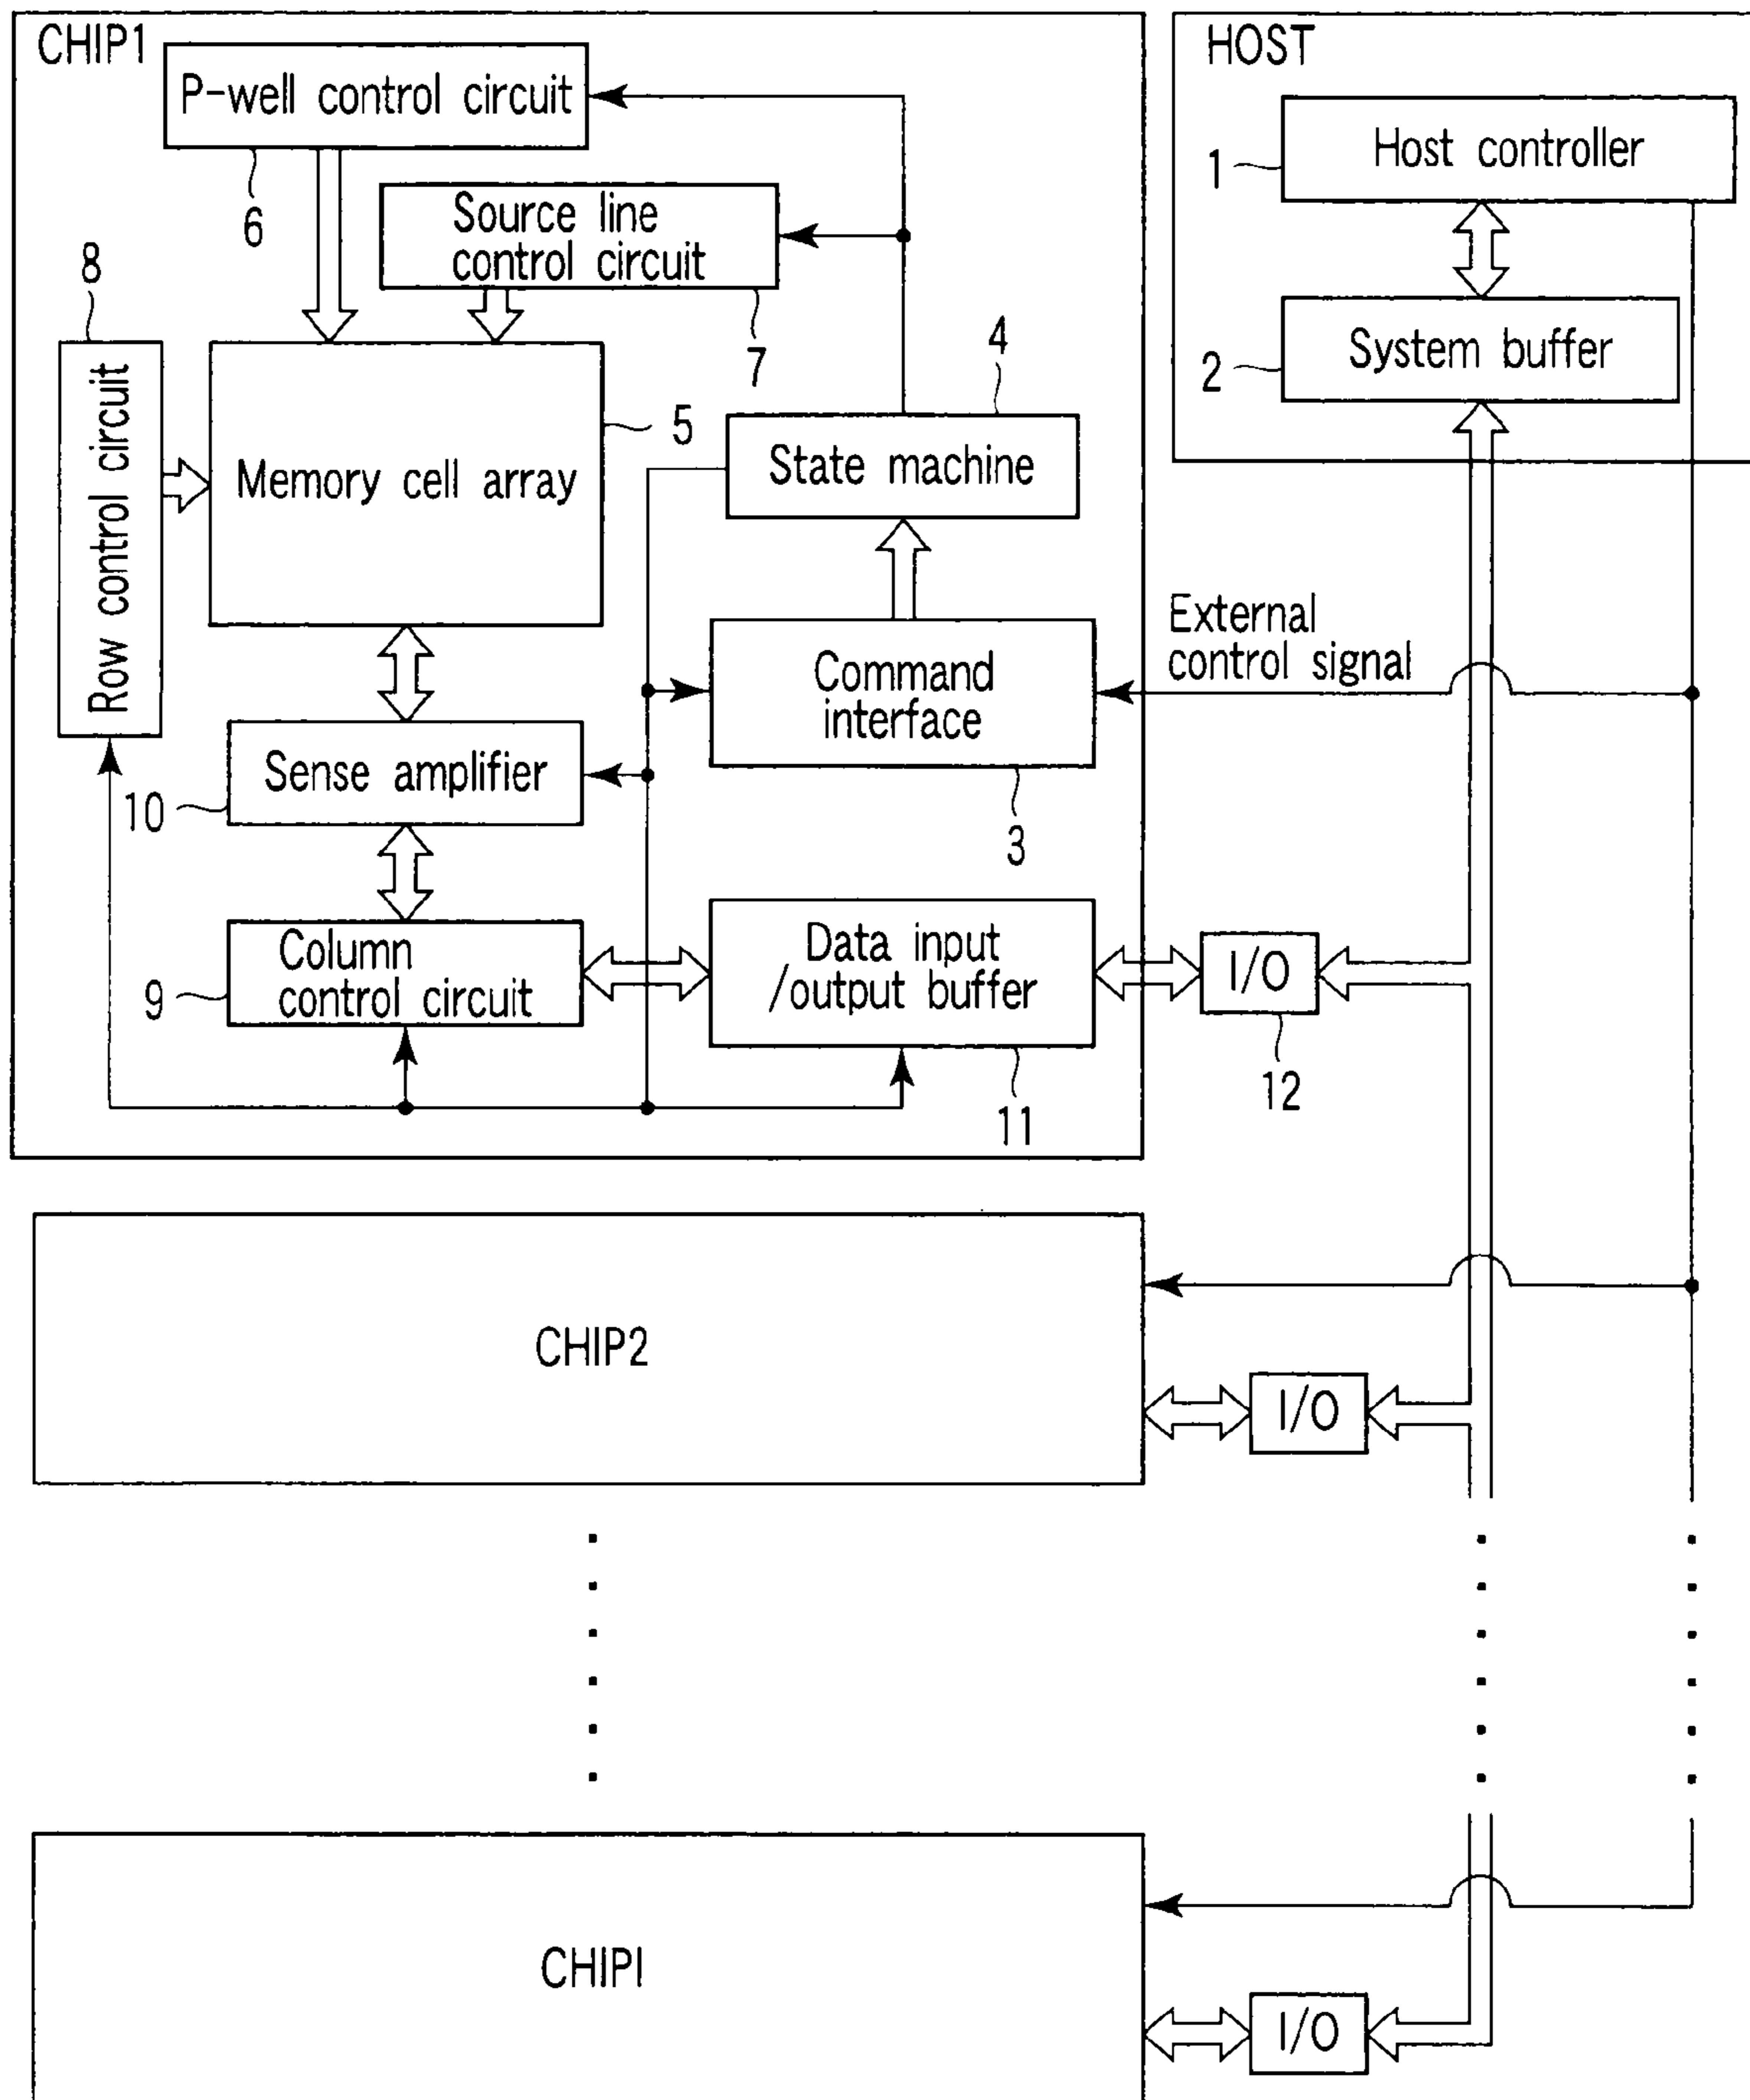 CHIP1
P-well control circuit
6
Source line
control circuit
7
8
Row control circuit
Memory cell array
5
4
State machine
Command
interface
3
Sense amplifier
10
Column
control circuit
9
Data input
/output buffer
11
HOST
Host controller
1
System buffer
2
External
control signal
I/O
12
CHIP2
I/O
CHIPl
I/O